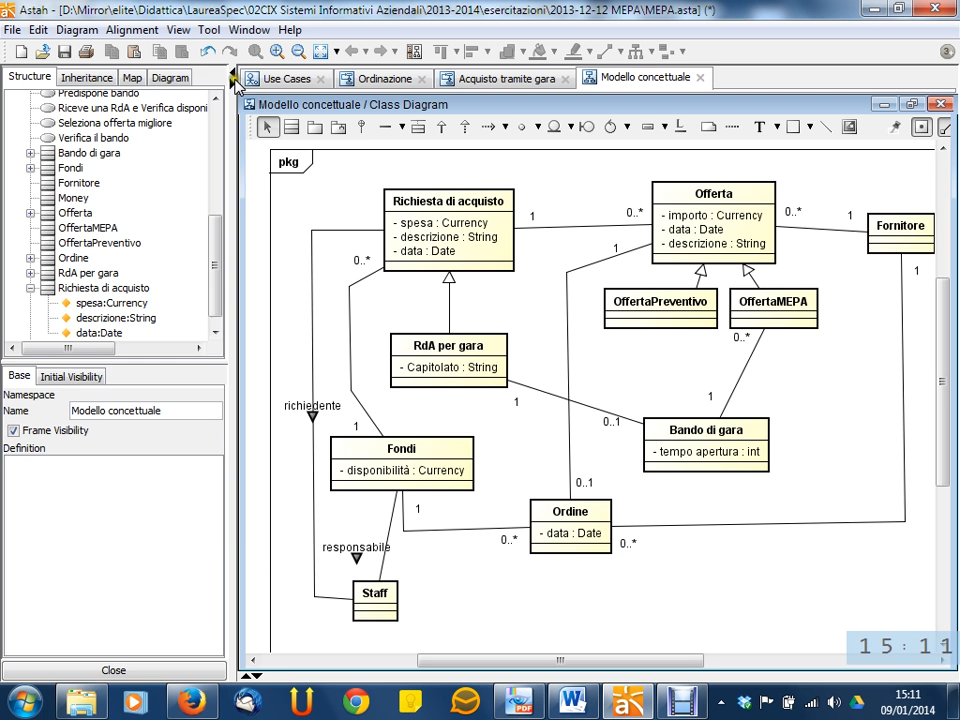 Astah - [D:\Mirror\elite\Didattica\LaureaSpec\02CIX Sistemi Informativi Aziendali\2013-2014\esercitazioni\2013-12-12 MEPA\MEPA.asta] (*)
File Edit Diagram Alignment View Tool Window Help
3
Structure Inheritance Map Diagram
Use Cases Ordinazione Acquisto tramite gara Modello concettuale
Modello concettuale / Class Diagram
T
Predispone bando
Riceve una RdA e Verifica disponi
Seleziona offerta migliore
Verifica il bando
Bando di gara
Fondi
Fornitore
Money
Offerta
OffertaMEPA
OffertaPreventivo
Ordine
RdA per gara
Richiesta di acquisto
spesa:Currency
descrizione:String
data:Date
Base Initial Visibility
Namespace
Name Modello concettuale
Frame Visibility
Definition
Close
pkg
Richiesta di acquisto
- spesa : Currency
- descrizione : String
- data : Date
1
0..*
Offerta
- importo : Currency
- data : Date
- descrizione : String
0..*
1
Fornitore
1
0..*
1
OffertaPreventivo
OffertaMEPA
0..*
RdA per gara
- Capitolato : String
1
0..1
1
Bando di gara
- tempo apertura : int
richiedente
1
Fondi
- disponibilità : Currency
1
0..1
Ordine
- data : Date
0..*
0..*
responsabile
Staff
15:11
15:11
09/01/2014